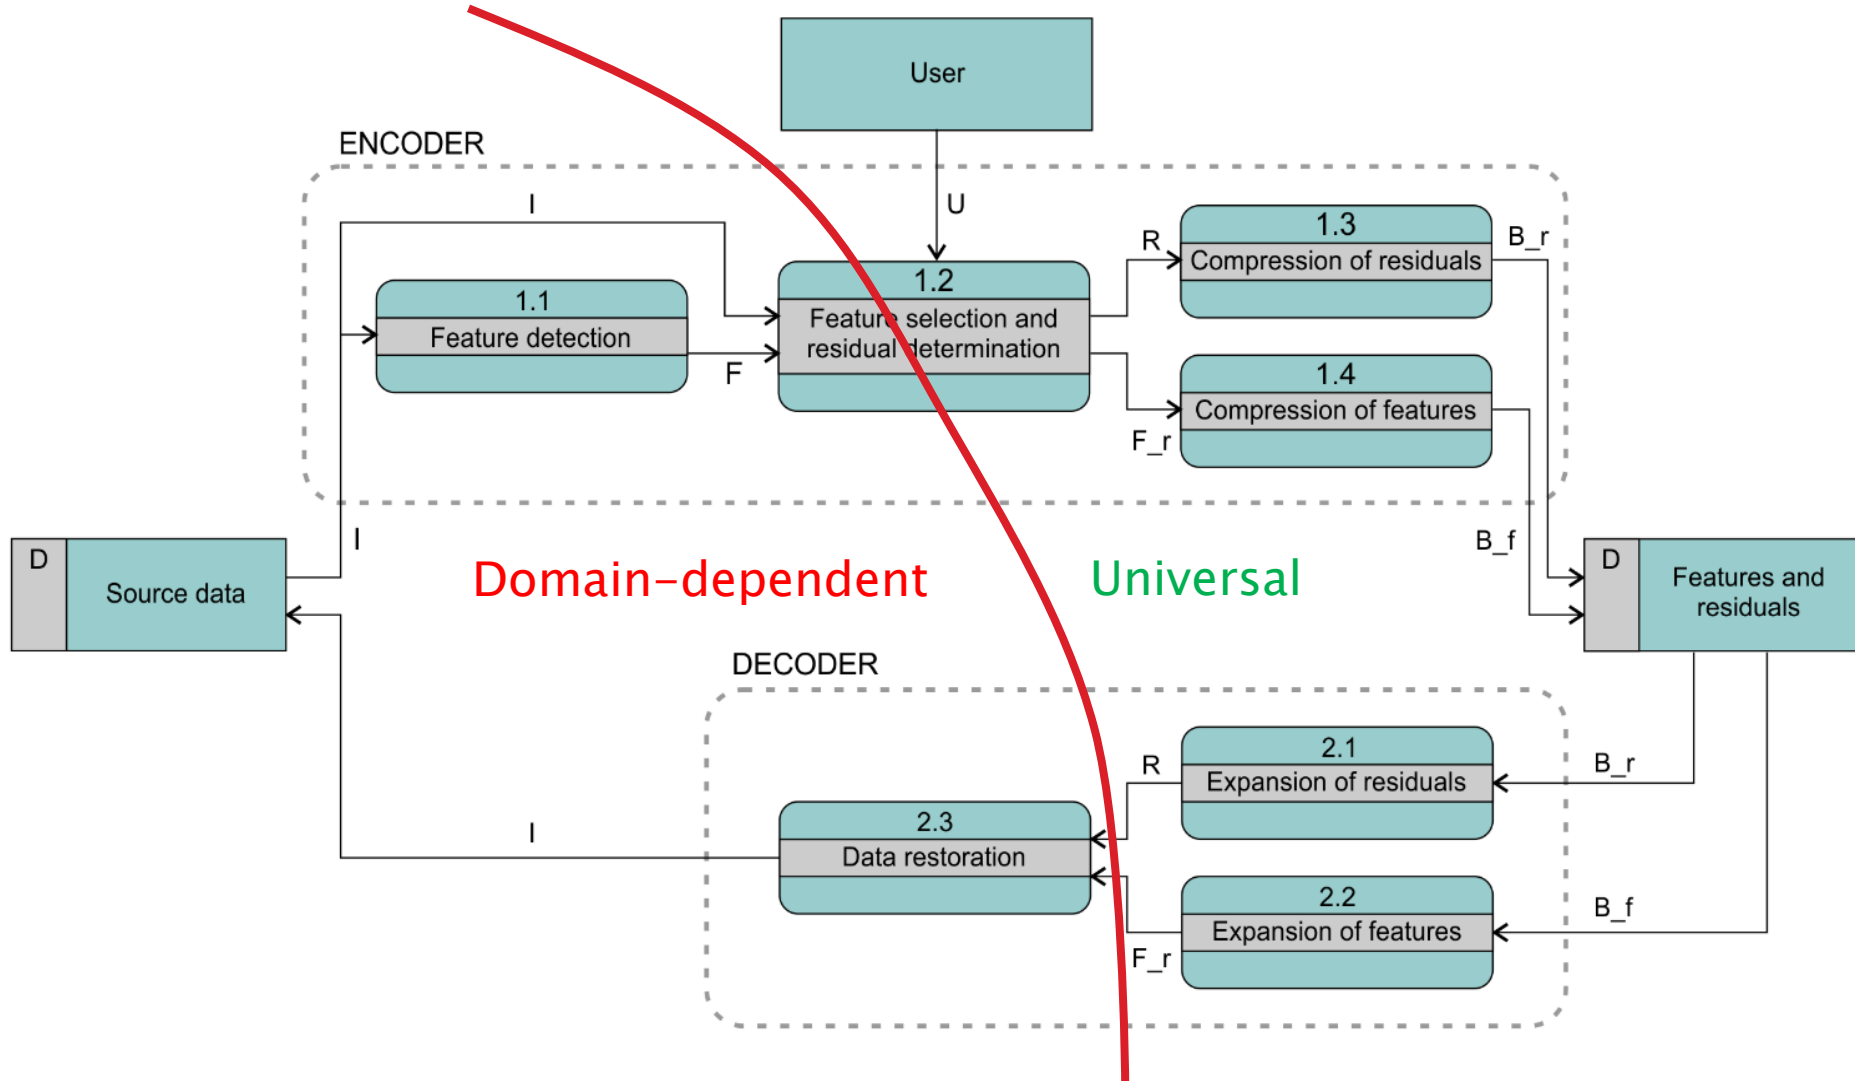 User
ENCODER
I
U
1.1
Feature detection
F
1.2
Feature selection and
residual determination
R
1.3
Compression of residuals
B_r
F_r
1.4
Compression of features
B_f
I
D
Source data
Domain-dependent
Universal
D
Features and
residuals
DECODER
I
2.3
Data restoration
R
2.1
Expansion of residuals
B_r
F_r
2.2
Expansion of features
B_f